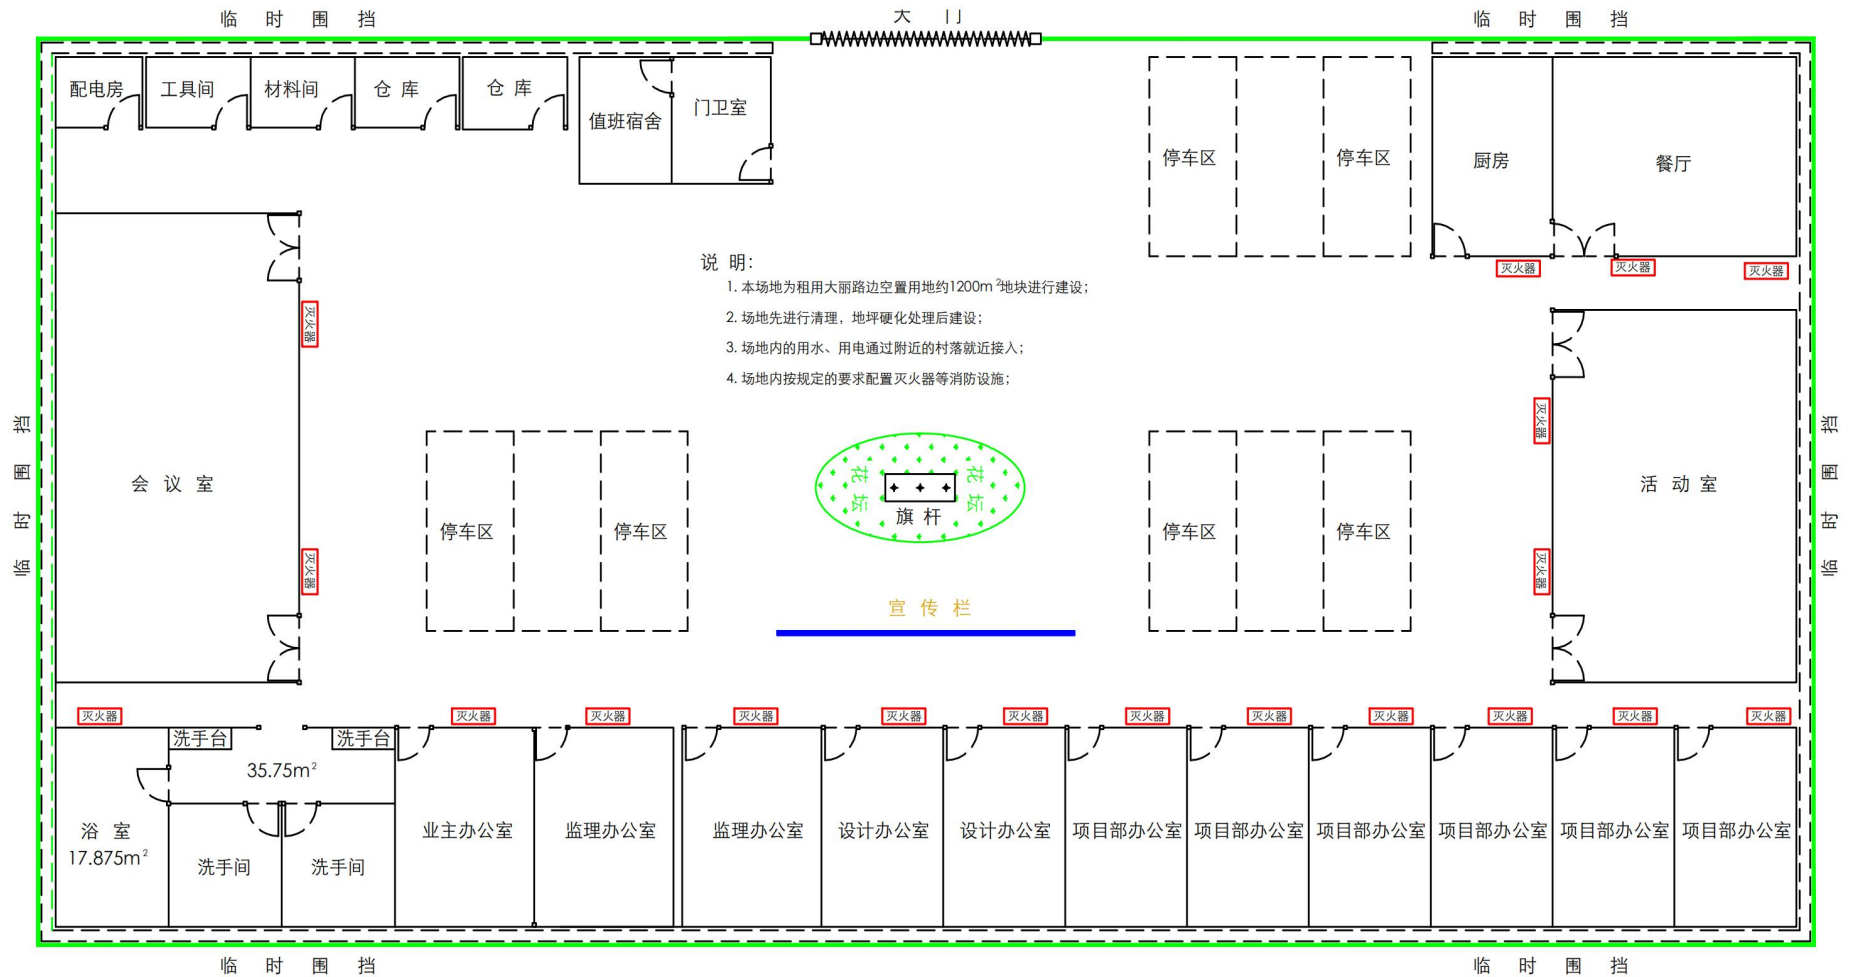 临 时 围 挡
大 门
临 时 围 挡
配电房
工具间
材料间
仓 库
仓 库
值班宿舍
门卫室
停车区
停车区
厨房
餐厅
灭火器
灭火器
灭火器
说 明:
1. 本场地为租用大丽路边空置用地约1200m²地块进行建设;
2. 场地先进行清理，地坪硬化处理后建设;
3. 场地内的用水、用电通过附近的村落就近接入;
4. 场地内按规定的要求配置灭火器等消防设施;
灭火器
灭火器
临 时 围 挡
会 议 室
停车区
停车区
花 坛
花 坛
旗 杆
停车区
停车区
活 动 室
临 时 围 挡
灭火器
灭火器
宣 传 栏
灭火器
灭火器
灭火器
灭火器
灭火器
灭火器
灭火器
灭火器
灭火器
灭火器
灭火器
灭火器
洗手台
洗手台
35.75m²
浴 室
17.875m²
洗手间
洗手间
业主办公室
监理办公室
监理办公室
设计办公室
设计办公室
项目部办公室
项目部办公室
项目部办公室
项目部办公室
项目部办公室
项目部办公室
临 时 围 挡
临 时 围 挡